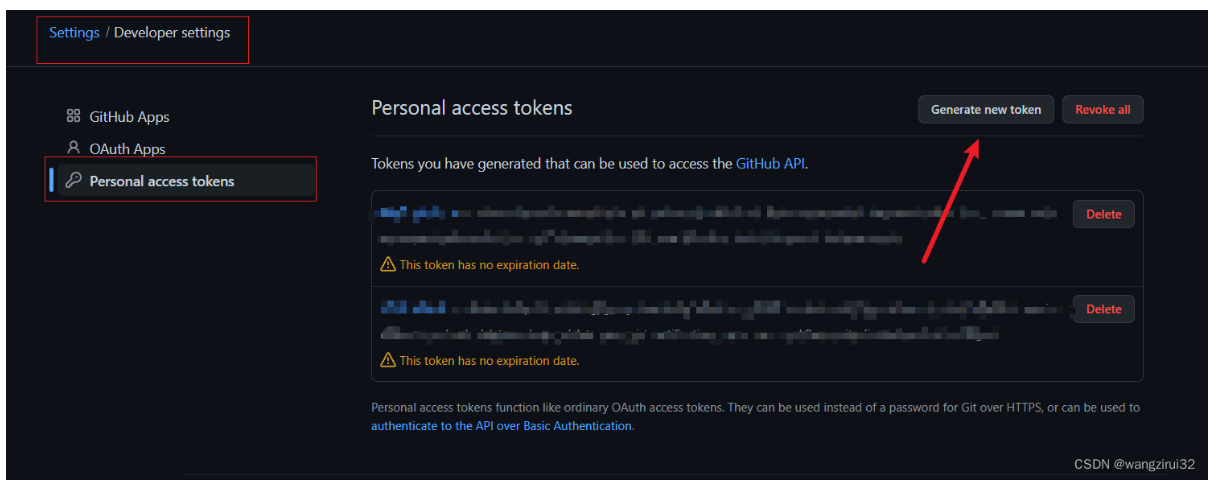 Settings / Developer settings
GitHub Apps
OAuth Apps
Personal access tokens
Personal access tokens
Generate new token
Revoke all
Tokens you have generated that can be used to access the GitHub API.
Delete
This token has no expiration date.
Delete
This token has no expiration date.
Personal access tokens function like ordinary OAuth access tokens. They can be used instead of a password for Git over HTTPS, or can be used to
authenticate to the API over Basic Authentication.
CSDN @wangzirui32